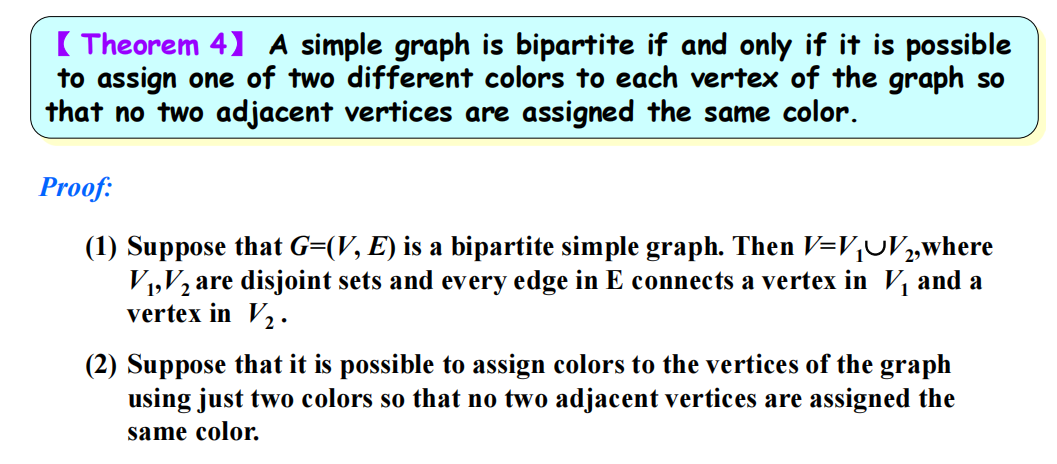 【 Theorem 4】 A simple graph is bipartite if and only if it is possible
to assign one of two different colors to each vertex of the graph so
that no two adjacent vertices are assigned the same color.
Proof:
(1) Suppose that G=(V, E) is a bipartite simple graph. Then V=V₁∪V₂,where
V₁,V₂ are disjoint sets and every edge in E connects a vertex in V₁ and a
vertex in V₂ .
(2) Suppose that it is possible to assign colors to the vertices of the graph
using just two colors so that no two adjacent vertices are assigned the
same color.